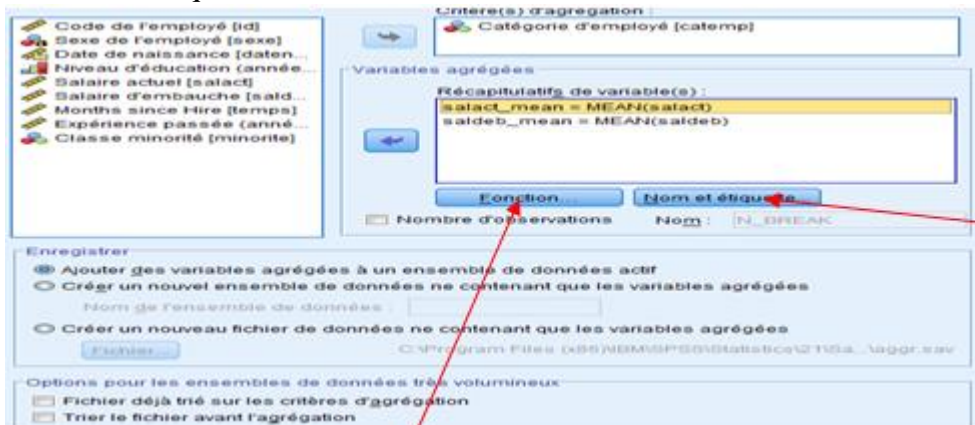 Critère(s) d'agrégation :
Code de l'employé [id]
Sexe de l'employé [sexe]
Date de naissance [daten...
Niveau d'éducation (année...
Salaire actuel [salact]
Salaire d'embauche [sald...
Months since Hire [temps]
Expérience passée (anné...
Classe minorité [minorite]
Catégorie d'employé [catemp]
Variables agrégées
Récapitulatifs de variable(s) :
salact_mean = MEAN(salact)
saldeb_mean = MEAN(saldeb)
Fonction... Nom et étiquette...
Nombre d'observations Nom : N_BREAK
Enregistrer
Ajouter des variables agrégées à un ensemble de données actif
Créer un nouvel ensemble de données ne contenant que les variables agrégées
Nom de l'ensemble de données :
Créer un nouveau fichier de données ne contenant que les variables agrégées
Fichier... C:\Program Files (x86)\IBM\SPSS\Statistics\21\Sa...\aggr.sav
Options pour les ensembles de données très volumineux
Fichier déjà trié sur les critères d'agrégation
Trier le fichier avant l'agrégation